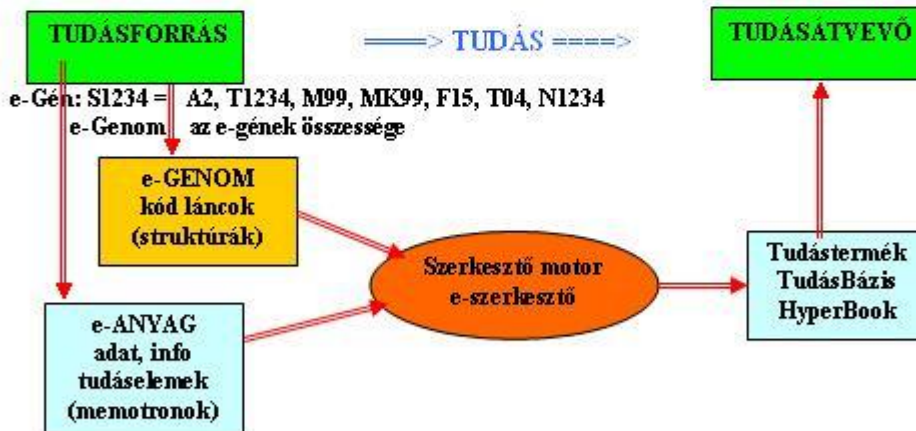 TUDÁSFORRÁS
====> TUDÁS ====>
TUDÁSÁTVEVŐ
e-Gén: S1234 = A2, T1234, M99, MK99, F15, T04, N1234
e-Genom az e-gének összessége
e-GENOM
kód láncok
(struktúrák)
Szerkesztő motor
e-szerkesztő
Tudástermék
TudásBázis
HyperBook
e-ANYAG
adat, info
tudáselemek
(memotronok)